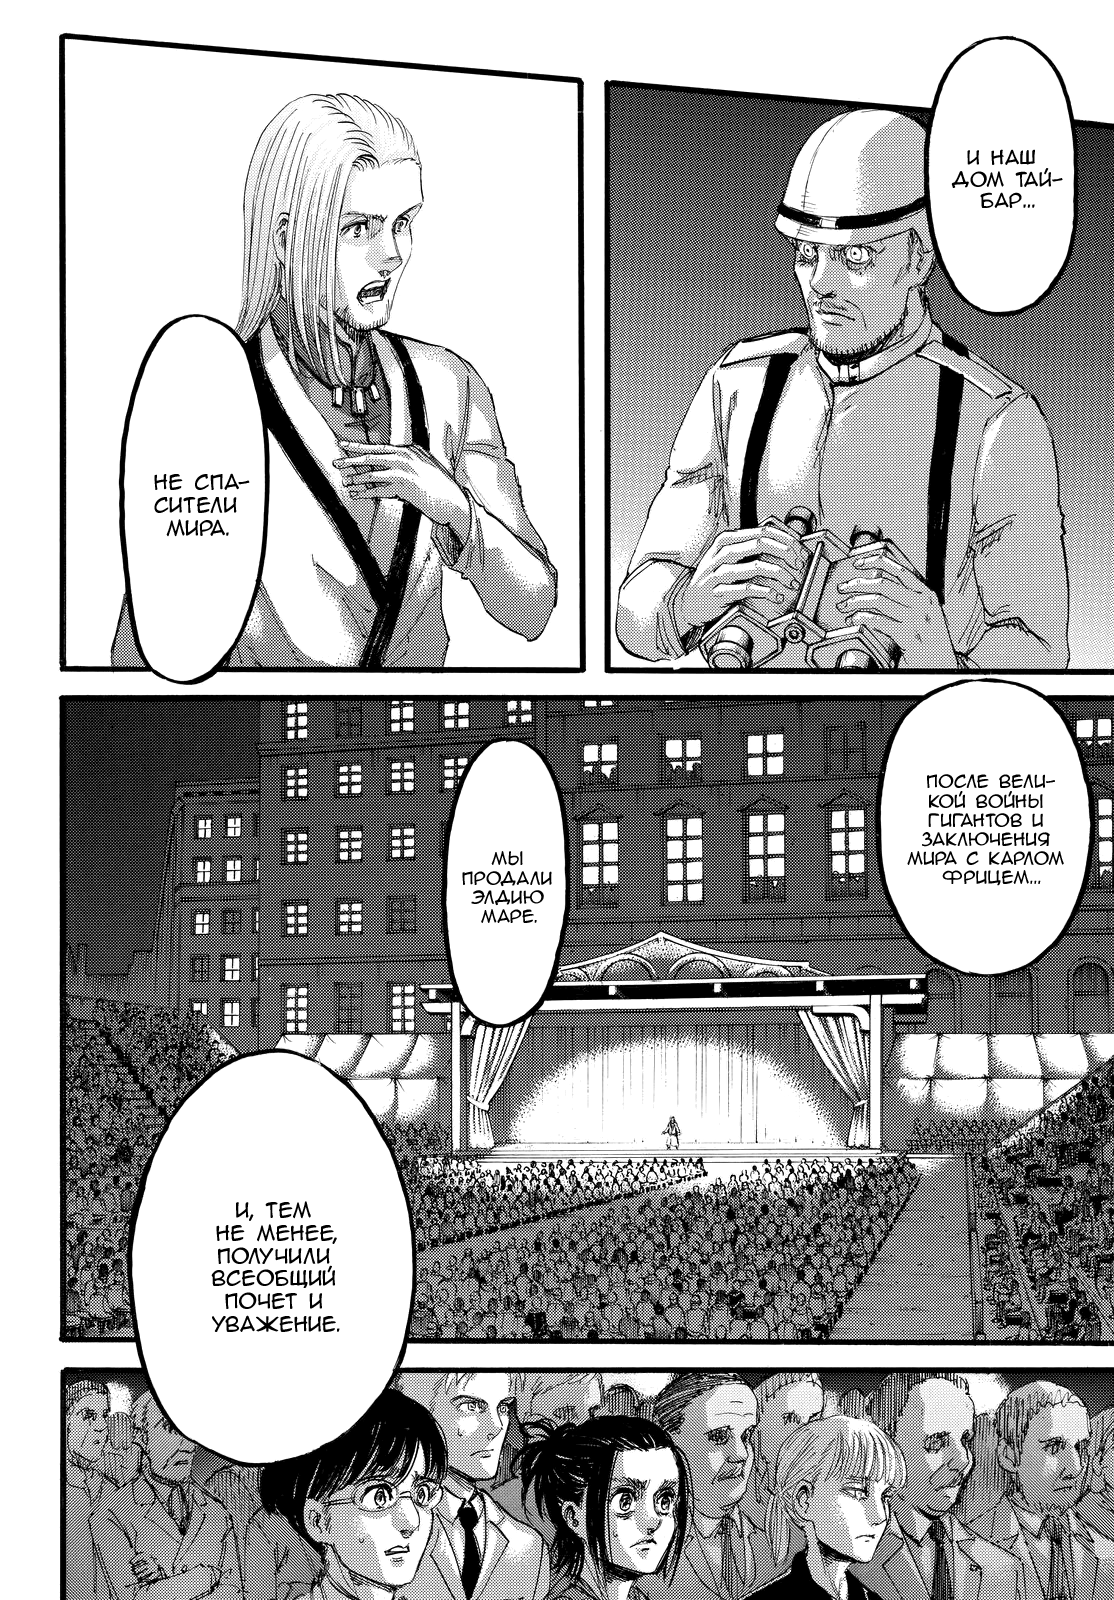 И НАШ
ДОМ ТАЙ-
БАР...
НЕ СПА-
СИТЕЛИ
МИРА.
ПОСЛЕ ВЕЛИ-
КОЙ ВОЙНЫ
ГИГАНТОВ И
ЗАКЛЮЧЕНИЯ
МИРА С КАРЛОМ
ФРИЦЕМ...
МЫ
ПРОДАЛИ
ЭЛДИЮ
МАРЕ.
И, ТЕМ
НЕ МЕНЕЕ,
ПОЛУЧИЛИ
ВСЕОБЩИЙ
ПОЧЕТ И
УВАЖЕНИЕ.